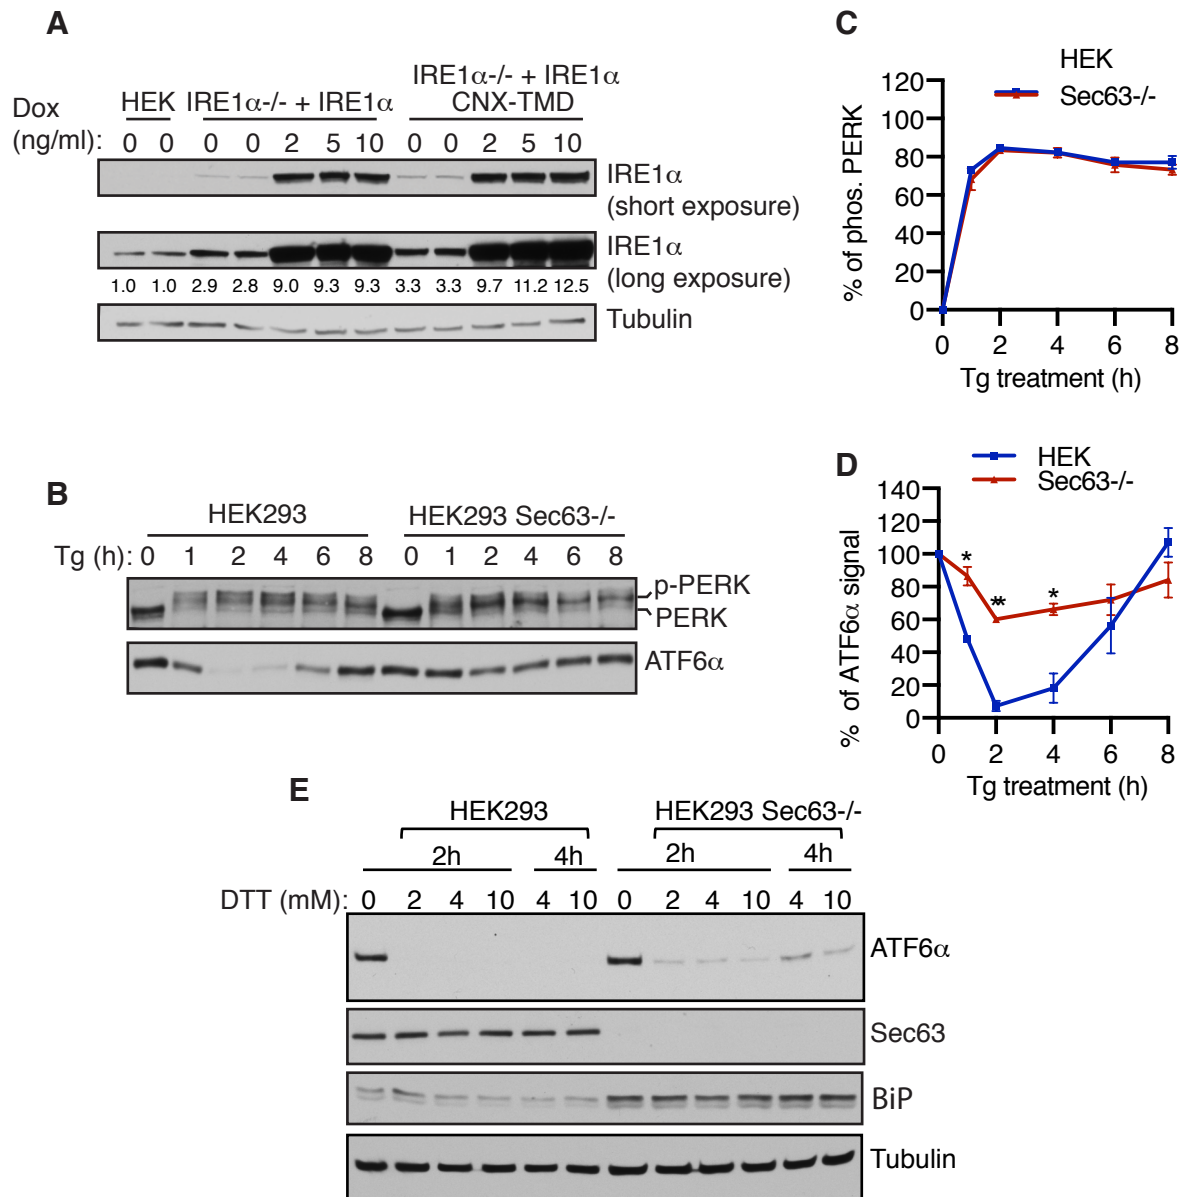 A
IRE1α-/- + IRE1α
HEK IRE1α-/- + IRE1α CNX-TMD
Dox
(ng/ml): 0 0 0 0 2 5 10 0 0 2 5 10
IRE1α
(short exposure)
IRE1α
(long exposure)
1.0 1.0 2.9 2.8 9.0 9.3 9.3 3.3 3.3 9.7 11.2 12.5
Tubulin
B
HEK293 HEK293 Sec63-/-
Tg (h): 0 1 2 4 6 8 0 1 2 4 6 8
p-PERK
PERK
ATF6α
C
HEK
Sec63-/-
% of phos. PERK
120
100
80
60
40
20
0
0 2 4 6 8
Tg treatment (h)
D
HEK
Sec63-/-
% of ATF6α signal
140
120
100
80
60
40
20
0
* ** *
0 2 4 6 8
Tg treatment (h)
E
HEK293 HEK293 Sec63-/-
2h 4h 2h 4h
DTT (mM): 0 2 4 10 4 10 0 2 4 10 4 10
ATF6α
Sec63
BiP
Tubulin